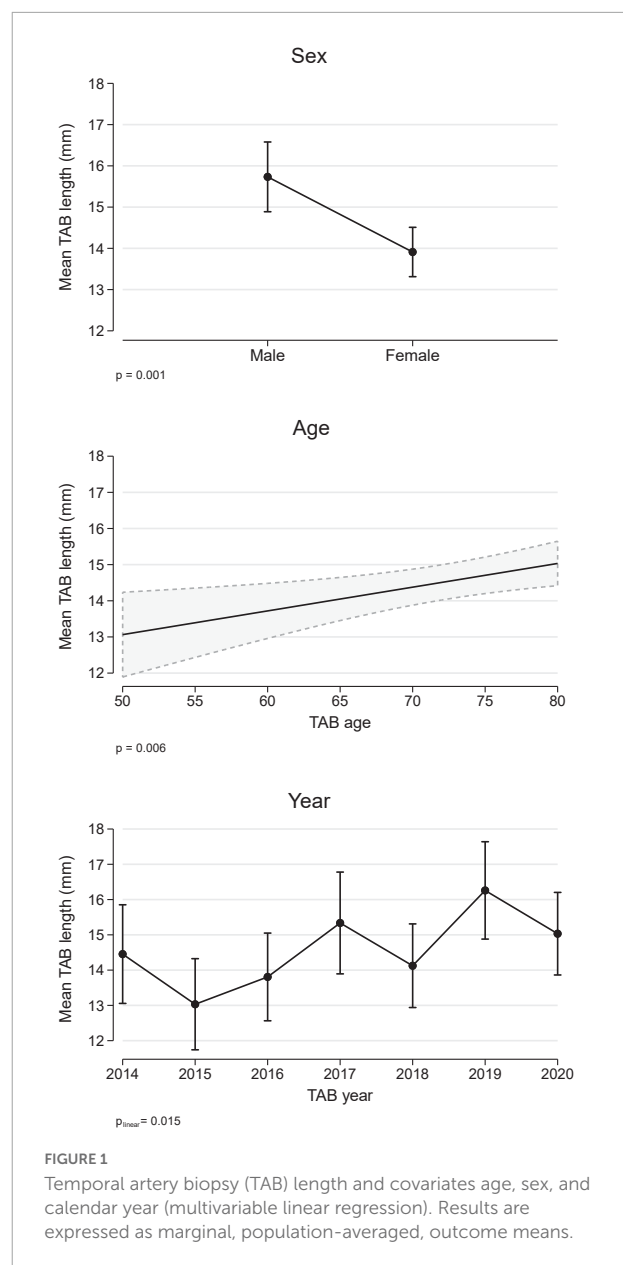 Sex
18
17
16
15
14
13
12
Mean TAB length (mm)
Male Female
p = 0.001
Age
18
17
16
15
14
13
12
Mean TAB length (mm)
50 55 60 65 70 75 80
TAB age
p = 0.006
Year
18
17
16
15
14
13
12
Mean TAB length (mm)
2014 2015 2016 2017 2018 2019 2020
TAB year
plinear= 0.015
FIGURE 1
Temporal artery biopsy (TAB) length and covariates age, sex, and
calendar year (multivariable linear regression). Results are
expressed as marginal, population-averaged, outcome means.